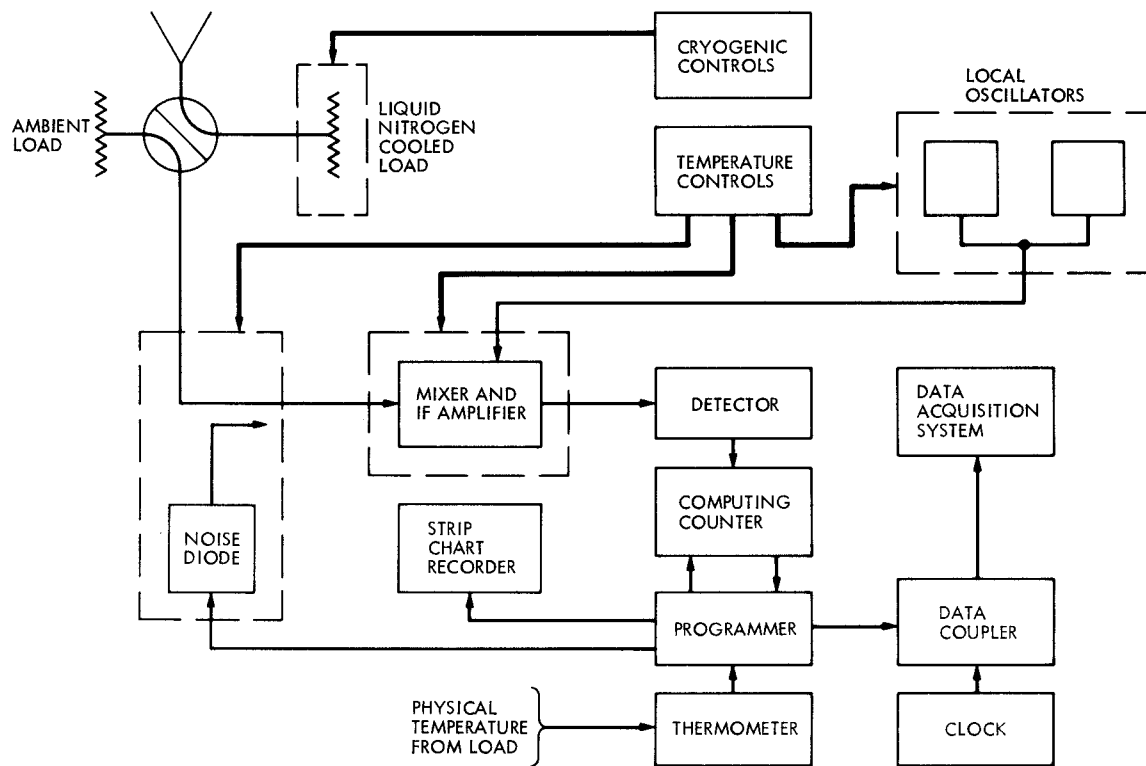 CRYOGENIC
CONTROLS
LOCAL
OSCILLATORS
AMBIENT
LOAD
LIQUID
NITROGEN
COOLED
LOAD
TEMPERATURE
CONTROLS
MIXER AND
IF AMPLIFIER
DETECTOR
DATA
ACQUISITION
SYSTEM
NOISE
DIODE
STRIP
CHART
RECORDER
COMPUTING
COUNTER
PROGRAMMER
DATA
COUPLER
PHYSICAL
TEMPERATURE
FROM LOAD
THERMOMETER
CLOCK